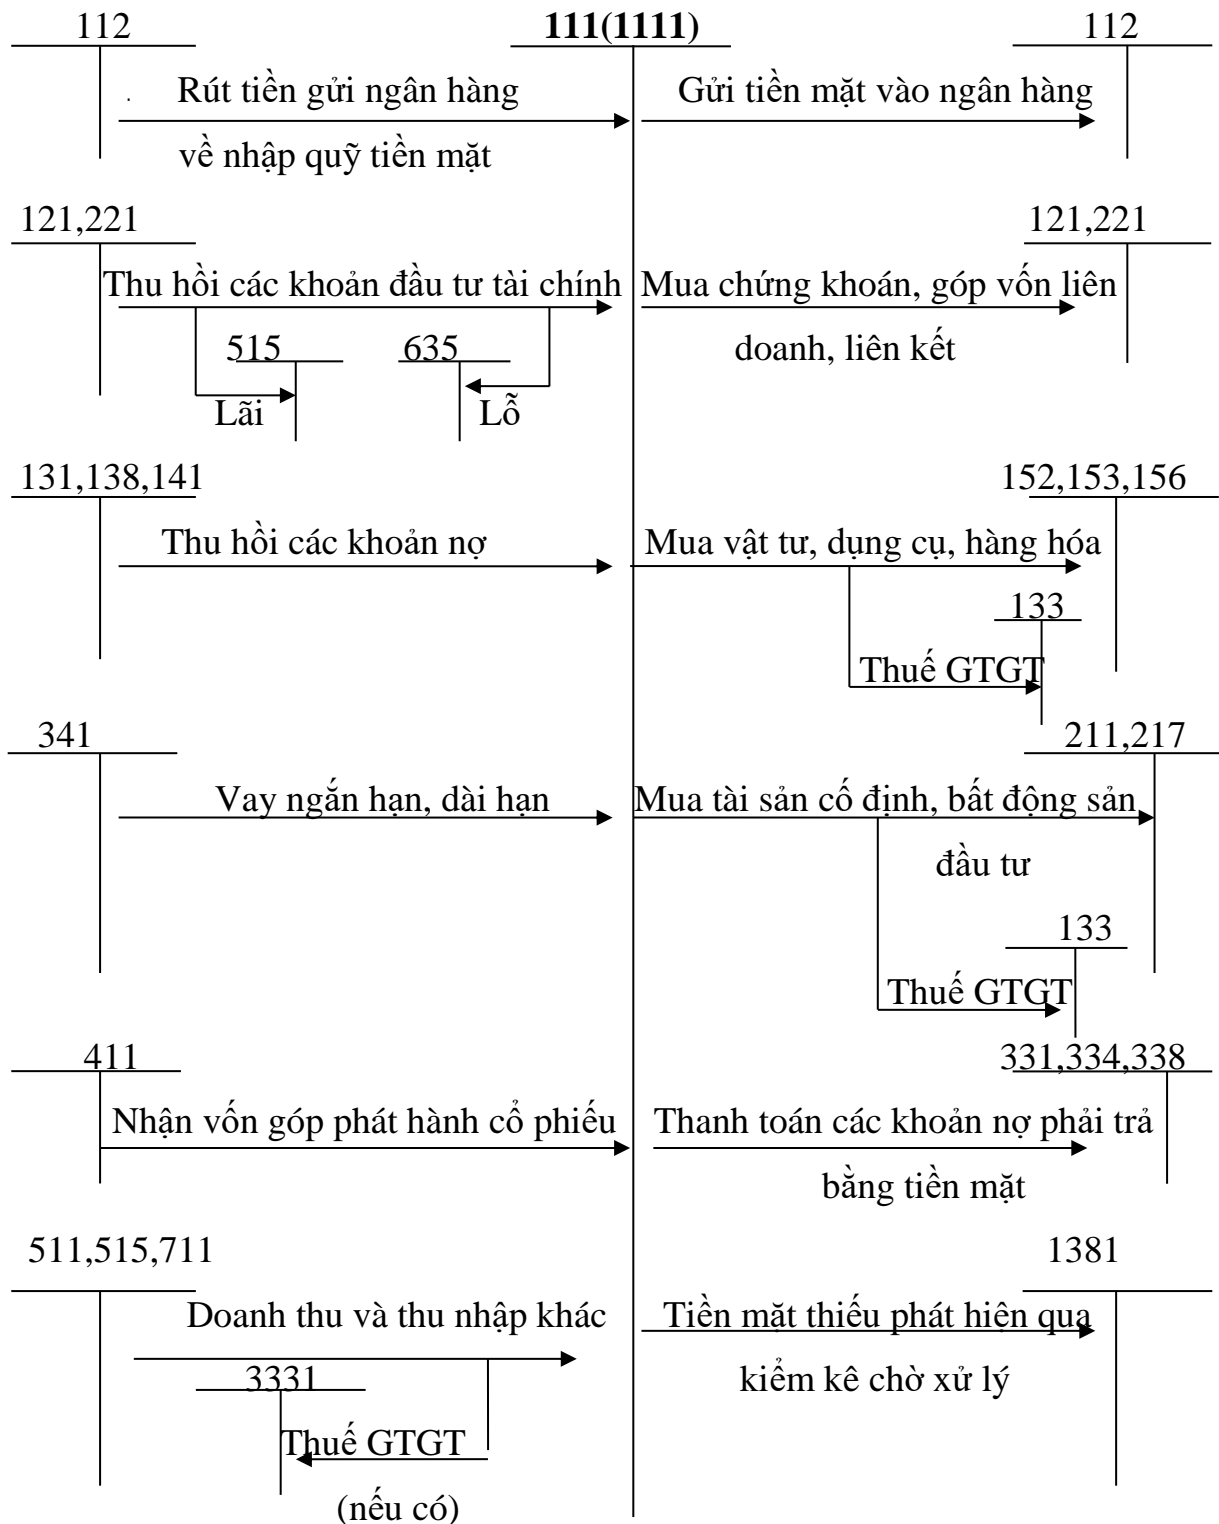 112
111(1111)
112
Rút tiền gửi ngân hàng
Gửi tiền mặt vào ngân hàng
về nhập quỹ tiền mặt
121,221
121,221
Thu hồi các khoản đầu tư tài chính
Mua chứng khoán, góp vốn liên
515
635
doanh, liên kết
Lãi
Lỗ
131,138,141
152,153,156
Thu hồi các khoản nợ
Mua vật tư, dụng cụ, hàng hóa
133
Thuế GTGT
341
211,217
Vay ngắn hạn, dài hạn
Mua tài sản cố định, bất động sản
đầu tư
133
Thuế GTGT
411
331,334,338
Nhận vốn góp phát hành cổ phiếu
Thanh toán các khoản nợ phải trả
bằng tiền mặt
511,515,711
1381
Doanh thu và thu nhập khác
Tiền mặt thiếu phát hiện qua
3331
kiểm kê chờ xử lý
Thuế GTGT
(nếu có)